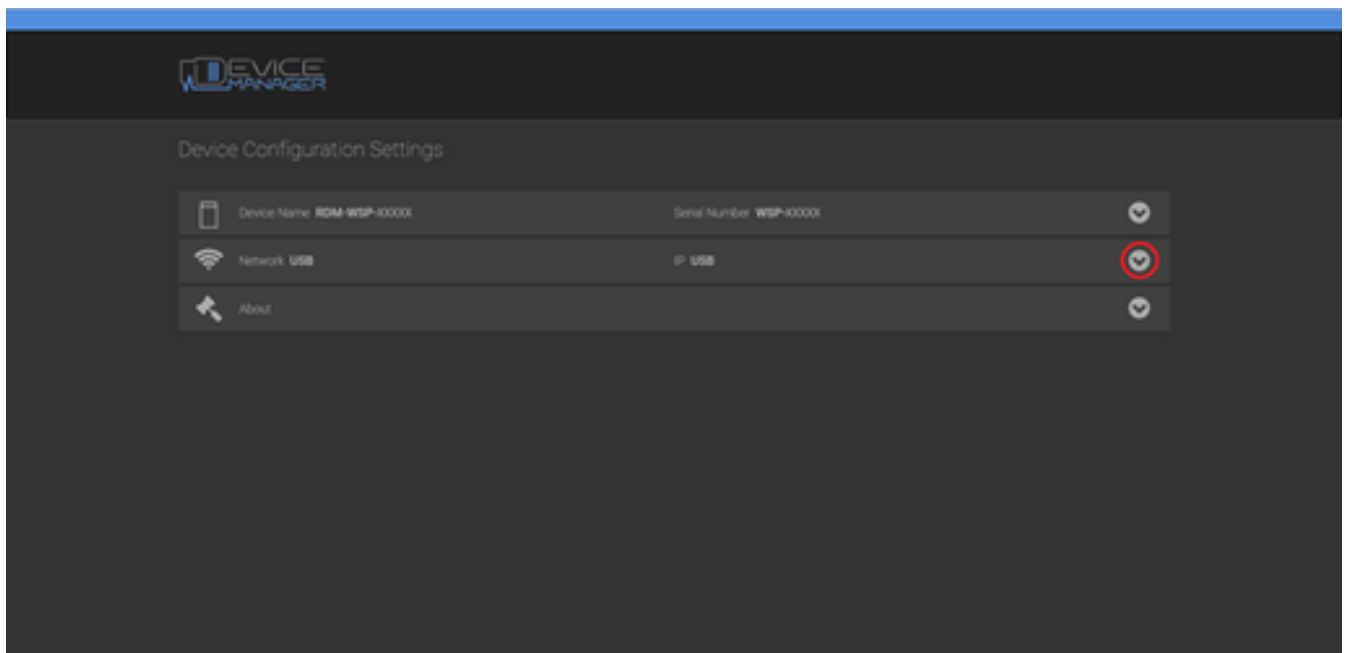 DEVICE
MANAGER
Device Configuration Settings
Device Name RDM-WSP-XXXXX Serial Number WSP-XXXXX
Network USB IP USB
About